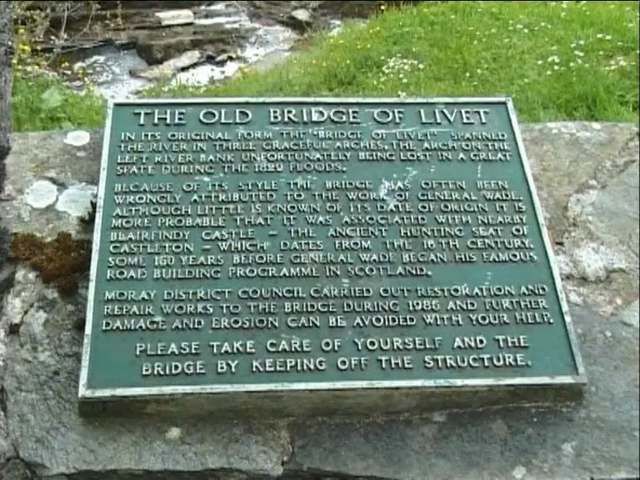 THE OLD BRIDGE OF LIVET
IN ITS ORIGINAL FORM THE "BRIDGE OF LIVET" SPANNED
THE RIVER IN THREE GRACEFUL ARCHES, THE ARCH ON THE
LEFT RIVER BANK UNFORTUNATELY BEING LOST IN A GREAT
SPATE DURING THE 1829 FLOODS.
BECAUSE OF ITS STYLE THE BRIDGE HAS OFTEN BEEN
WRONGLY ATTRIBUTED TO THE WORK OF GENERAL WADE.
ALTHOUGH LITTLE IS KNOWN OF ITS DATE OF ORIGIN IT IS
MORE PROBABLE THAT IT WAS ASSOCIATED WITH NEARBY
BLAIRFINDY CASTLE – THE ANCIENT HUNTING SEAT OF
CASTLETON – WHICH DATES FROM THE 16TH CENTURY,
SOME 160 YEARS BEFORE GENERAL WADE BEGAN HIS FAMOUS
ROAD BUILDING PROGRAMME IN SCOTLAND.
MORAY DISTRICT COUNCIL CARRIED OUT RESTORATION AND
REPAIR WORKS TO THE BRIDGE DURING 1986 AND FURTHER
DAMAGE AND EROSION CAN BE AVOIDED WITH YOUR HELP.
PLEASE TAKE CARE OF YOURSELF AND THE
BRIDGE BY KEEPING OFF THE STRUCTURE.